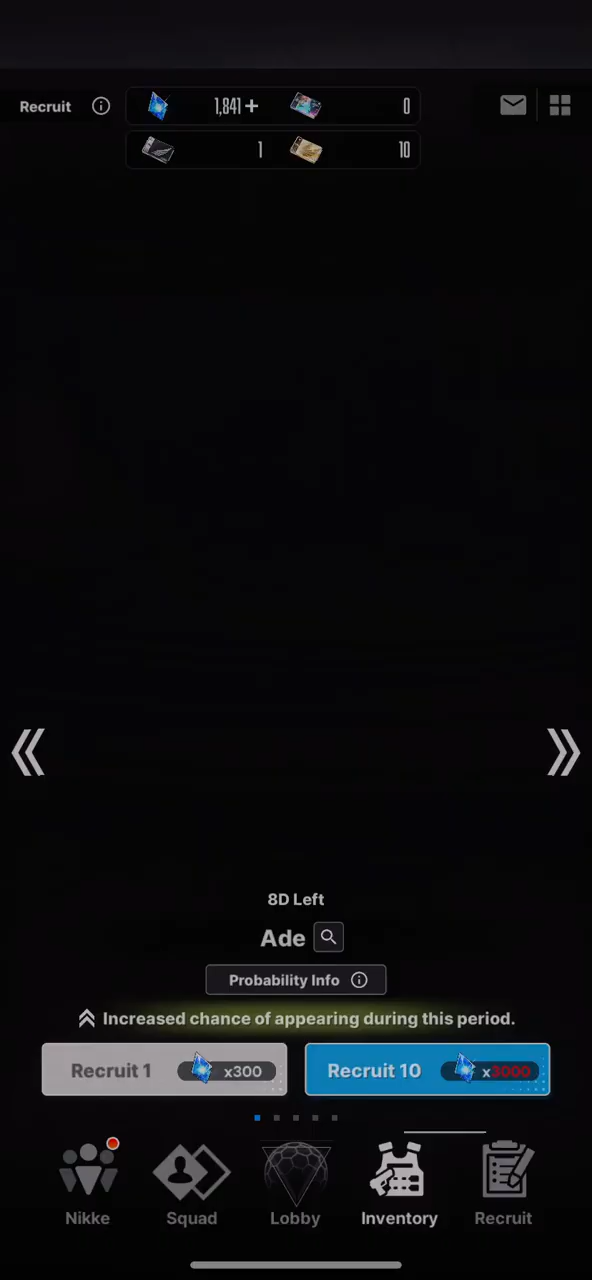 Recruit 1,841 + 0
1 10
8D Left
Ade
Probability Info
Increased chance of appearing during this period.
Recruit 1 x300 Recruit 10 x3000
Nikke Squad Lobby Inventory Recruit